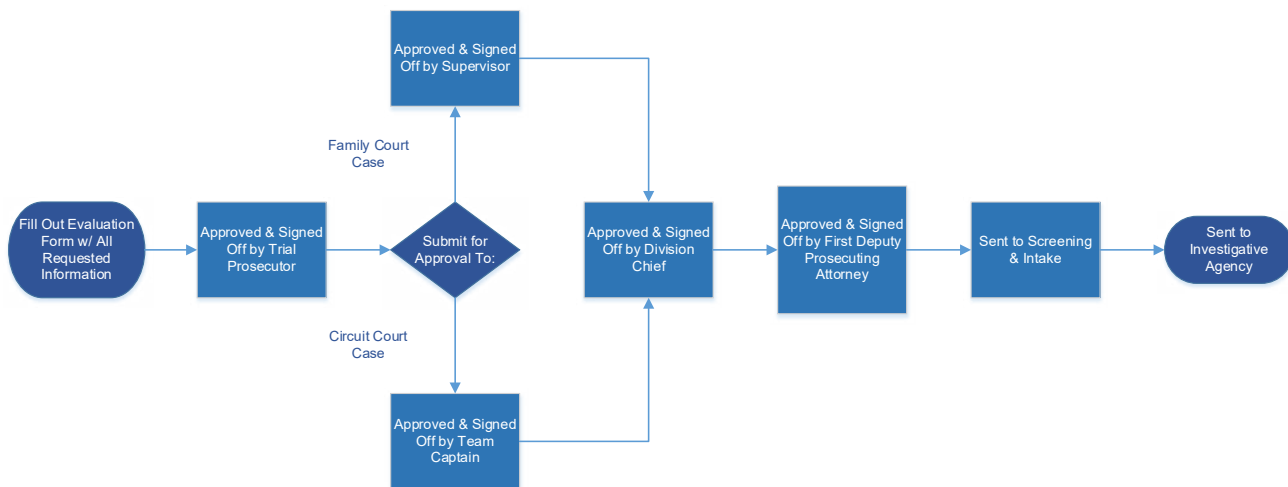 Approved & Signed
Off by Supervisor
Family Court
Case
Fill Out Evaluation
Form w/ All
Requested
Information
Approved & Signed
Off by Trial
Prosecutor
Submit for
Approval To:
Approved & Signed
Off by Division
Chief
Approved & Signed
Off by First Deputy
Prosecuting
Attorney
Sent to Screening
& Intake
Sent to
Investigative
Agency
Circuit Court
Case
Approved & Signed
Off by Team
Captain